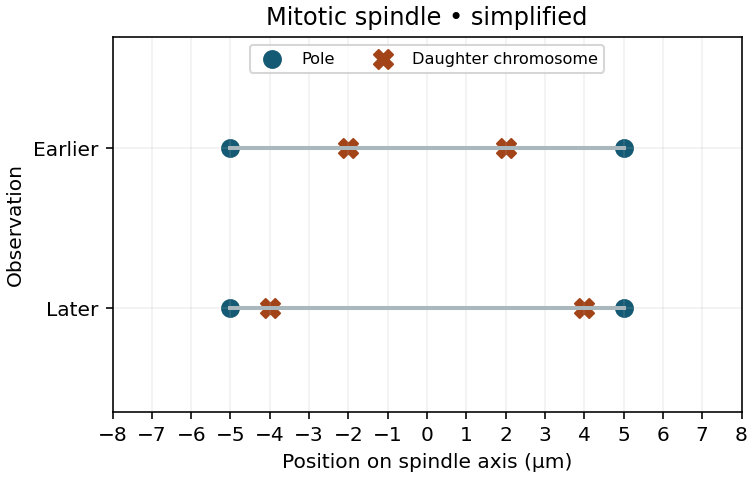 Mitotic spindle • simplified
Pole Daughter chromosome
Observation
Earlier
Later
−8 −7 −6 −5 −4 −3 −2 −1 0 1 2 3 4 5 6 7 8
Position on spindle axis (μm)